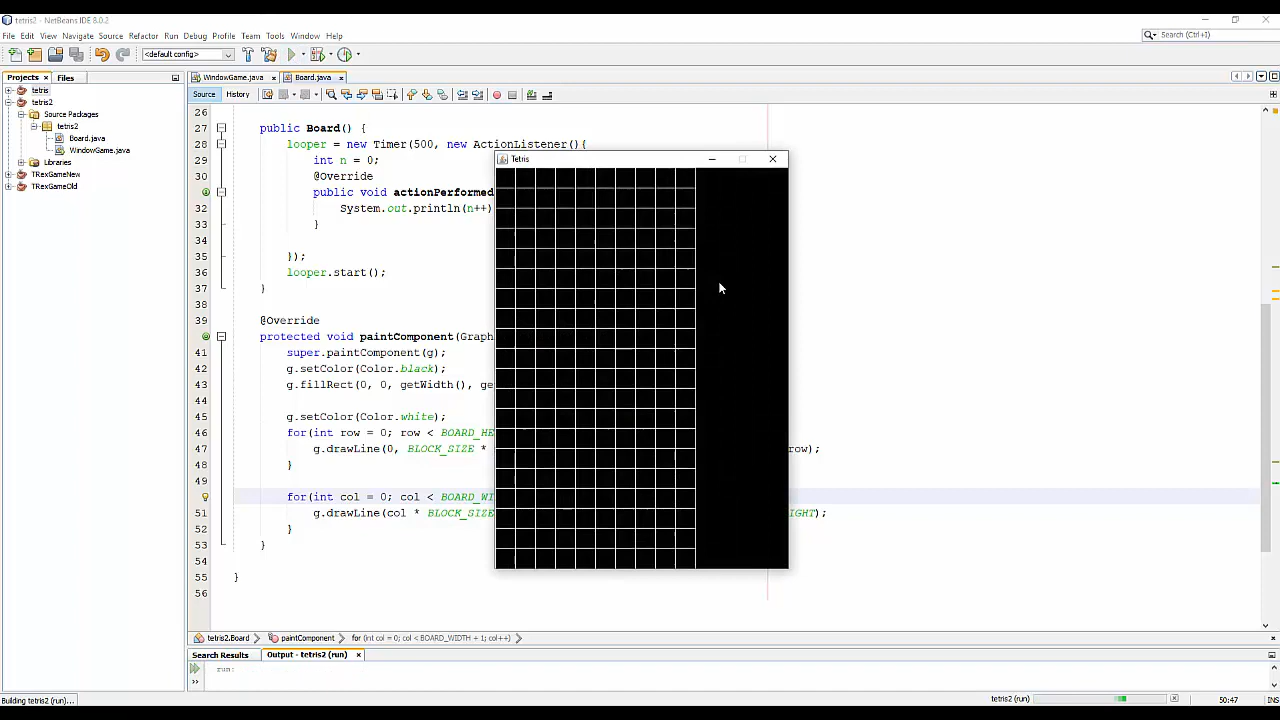 tetris2 - NetBeans IDE 8.0.2
File Edit View Navigate Source Refactor Run Debug Profile Team Tools Window Help
Search (Ctrl+I)
<default config>
Projects
Files
WindowGame.java
Board.java
tetris
tetris2
Source Packages
tetris2
Board.java
WindowGame.java
Libraries
TRexGameNew
TRexGameOld
Source History
26
27 public Board() {
28 looper = new Timer(500, new ActionListener(){
29 int n = 0;
30 @Override
public void actionPerformed
32 System.out.println(n++)
33 }
34
35 });
36 looper.start();
37 }
38
39 @Override
protected void paintComponent(Graph
41 super.paintComponent(g);
42 g.setColor(Color.black);
43 g.fillRect(0, 0, getWidth(), ge
44
45 g.setColor(Color.white);
46 for(int row = 0; row < BOARD_HE
47 g.drawLine(0, BLOCK_SIZE * row);
48 }
49
for(int col = 0; col < BOARD_WI
51 g.drawLine(col * BLOCK_SIZE IGHT);
52 }
53 }
54
55 }
56
Tetris
tetris2.Board
paintComponent
for (int col = 0; col < BOARD_WIDTH + 1; col++)
Search Results
Output - tetris2 (run)
run:
Building tetris2 (run)...
tetris2 (run)
50:47
INS